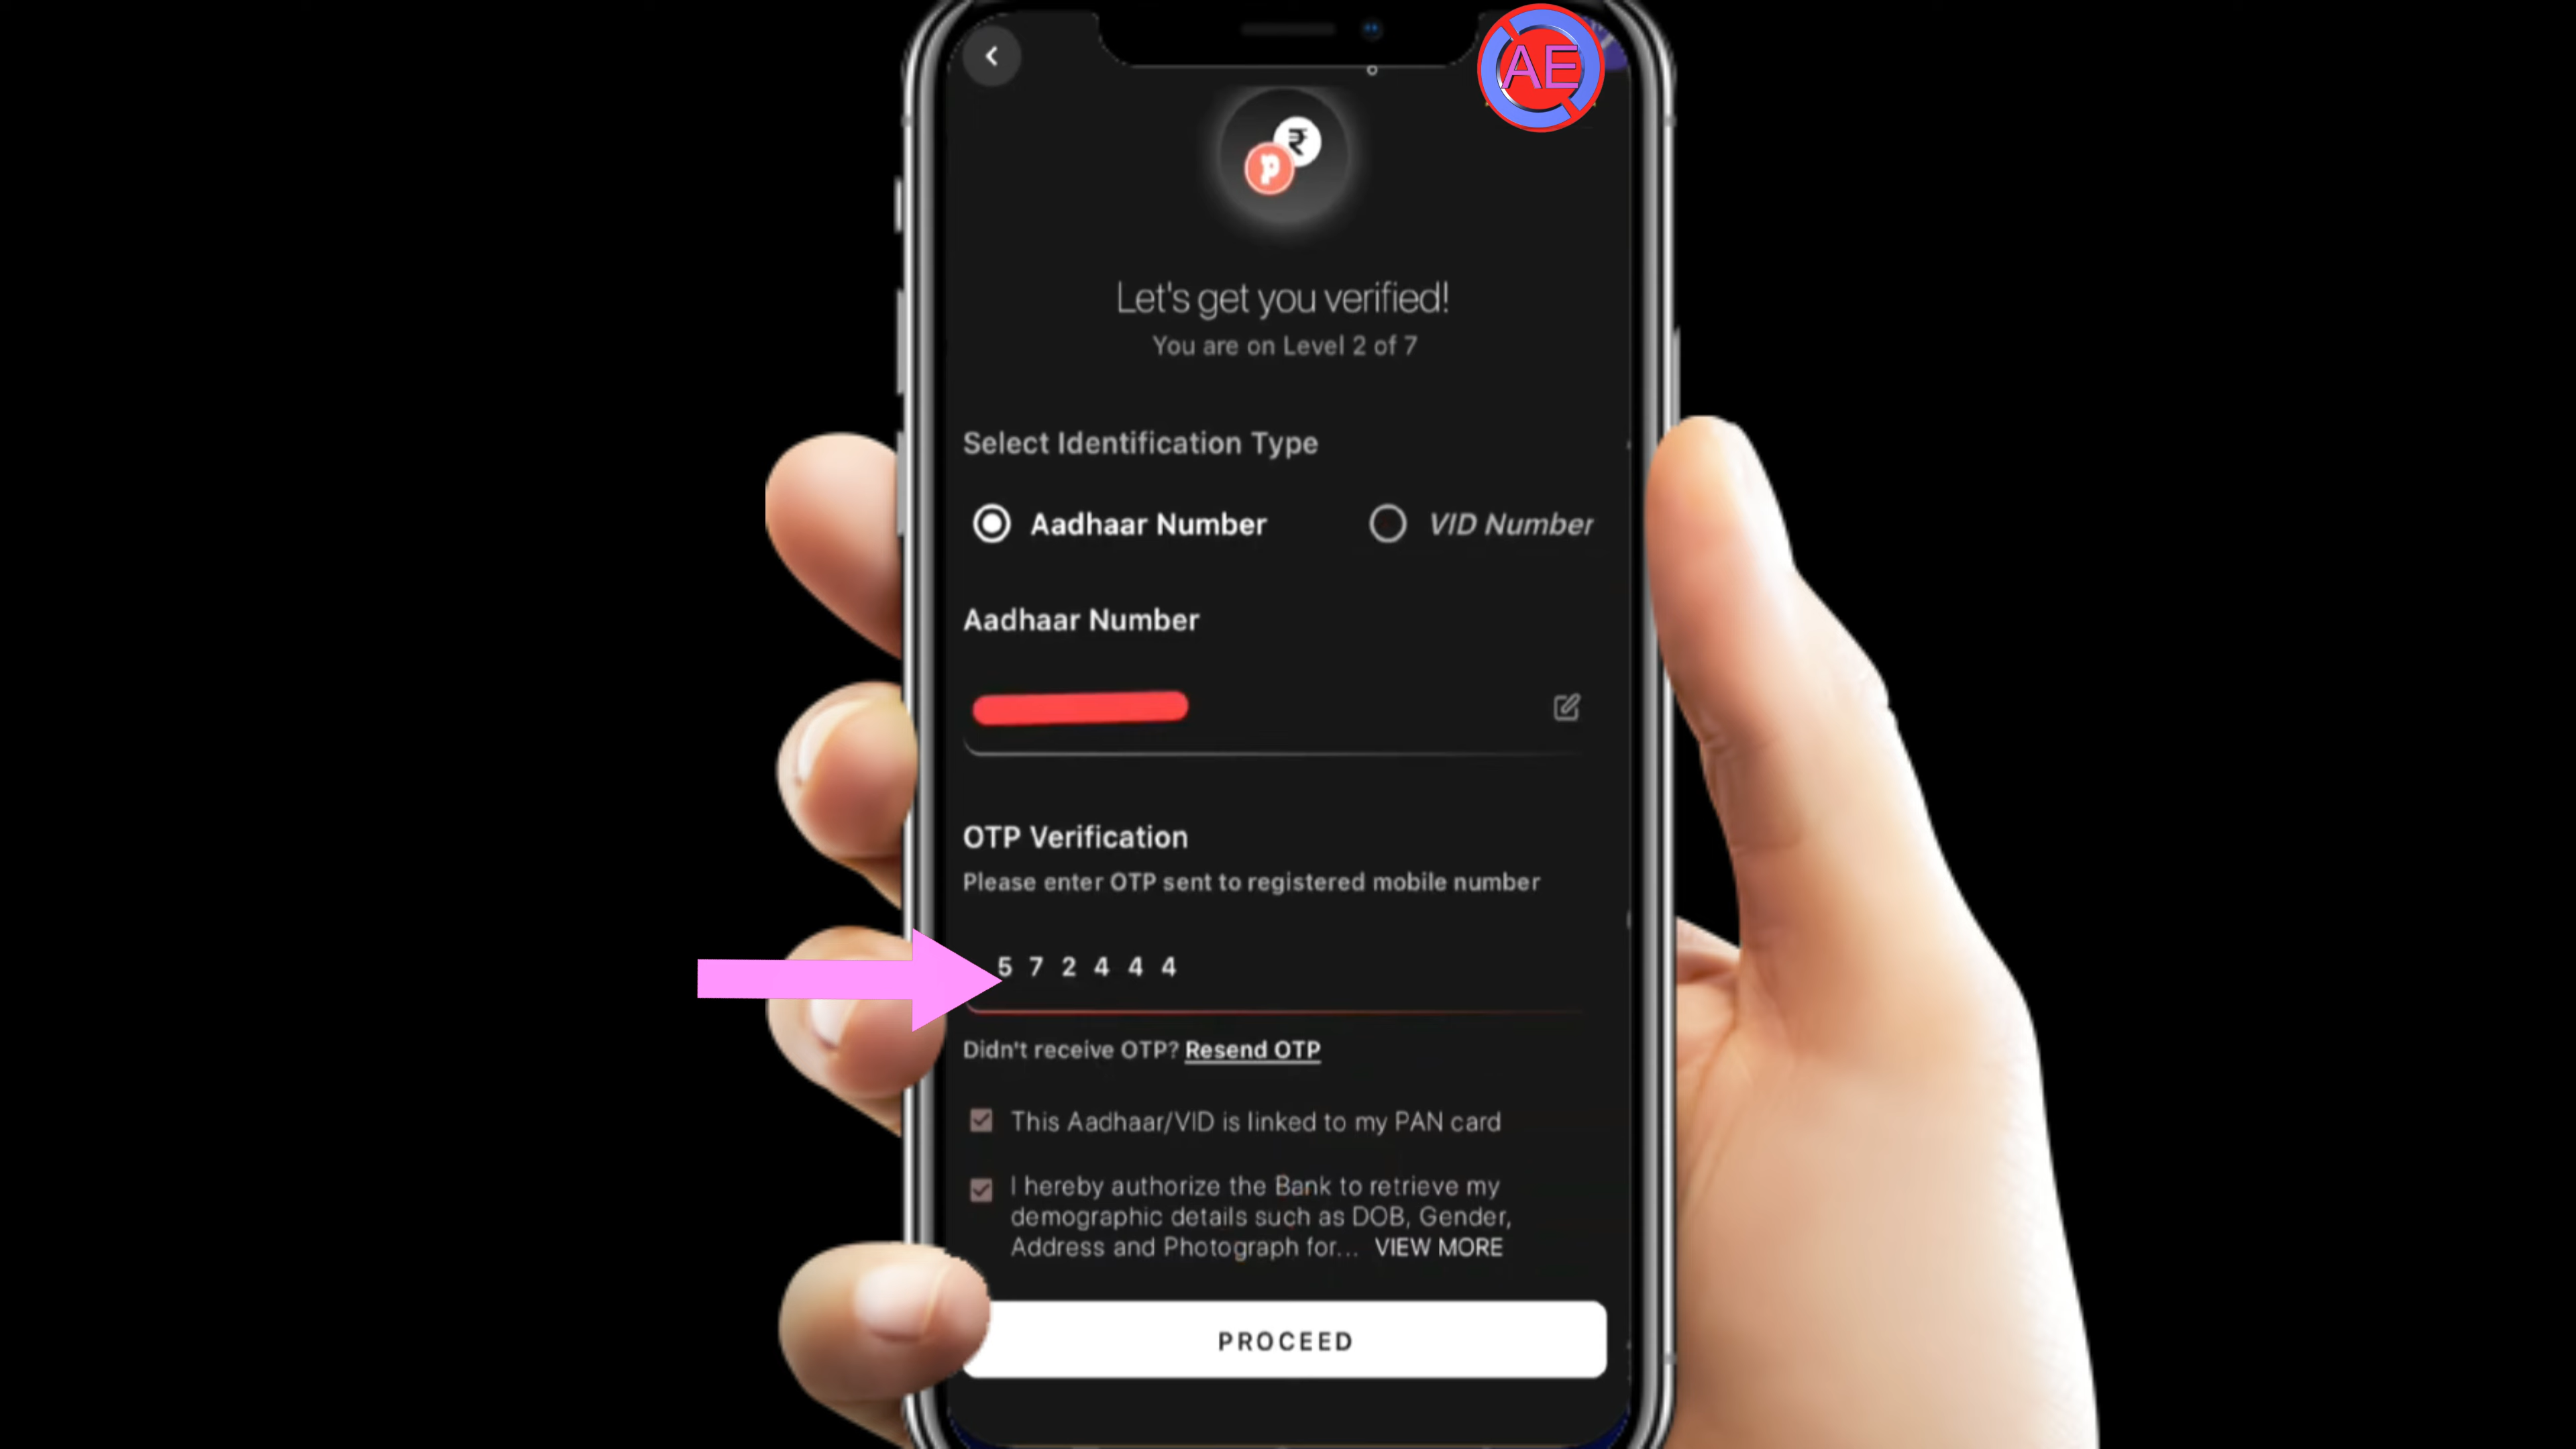 AE
₹
p
Let's get you verified!
You are on Level 2 of 7
Select Identification Type
Aadhaar Number
VID Number
Aadhaar Number
OTP Verification
Please enter OTP sent to registered mobile number
5 7 2 4 4 4
Didn't receive OTP? Resend OTP
This Aadhaar/VID is linked to my PAN card
I hereby authorize the Bank to retrieve my
demographic details such as DOB, Gender,
Address and Photograph for... VIEW MORE
PROCEED